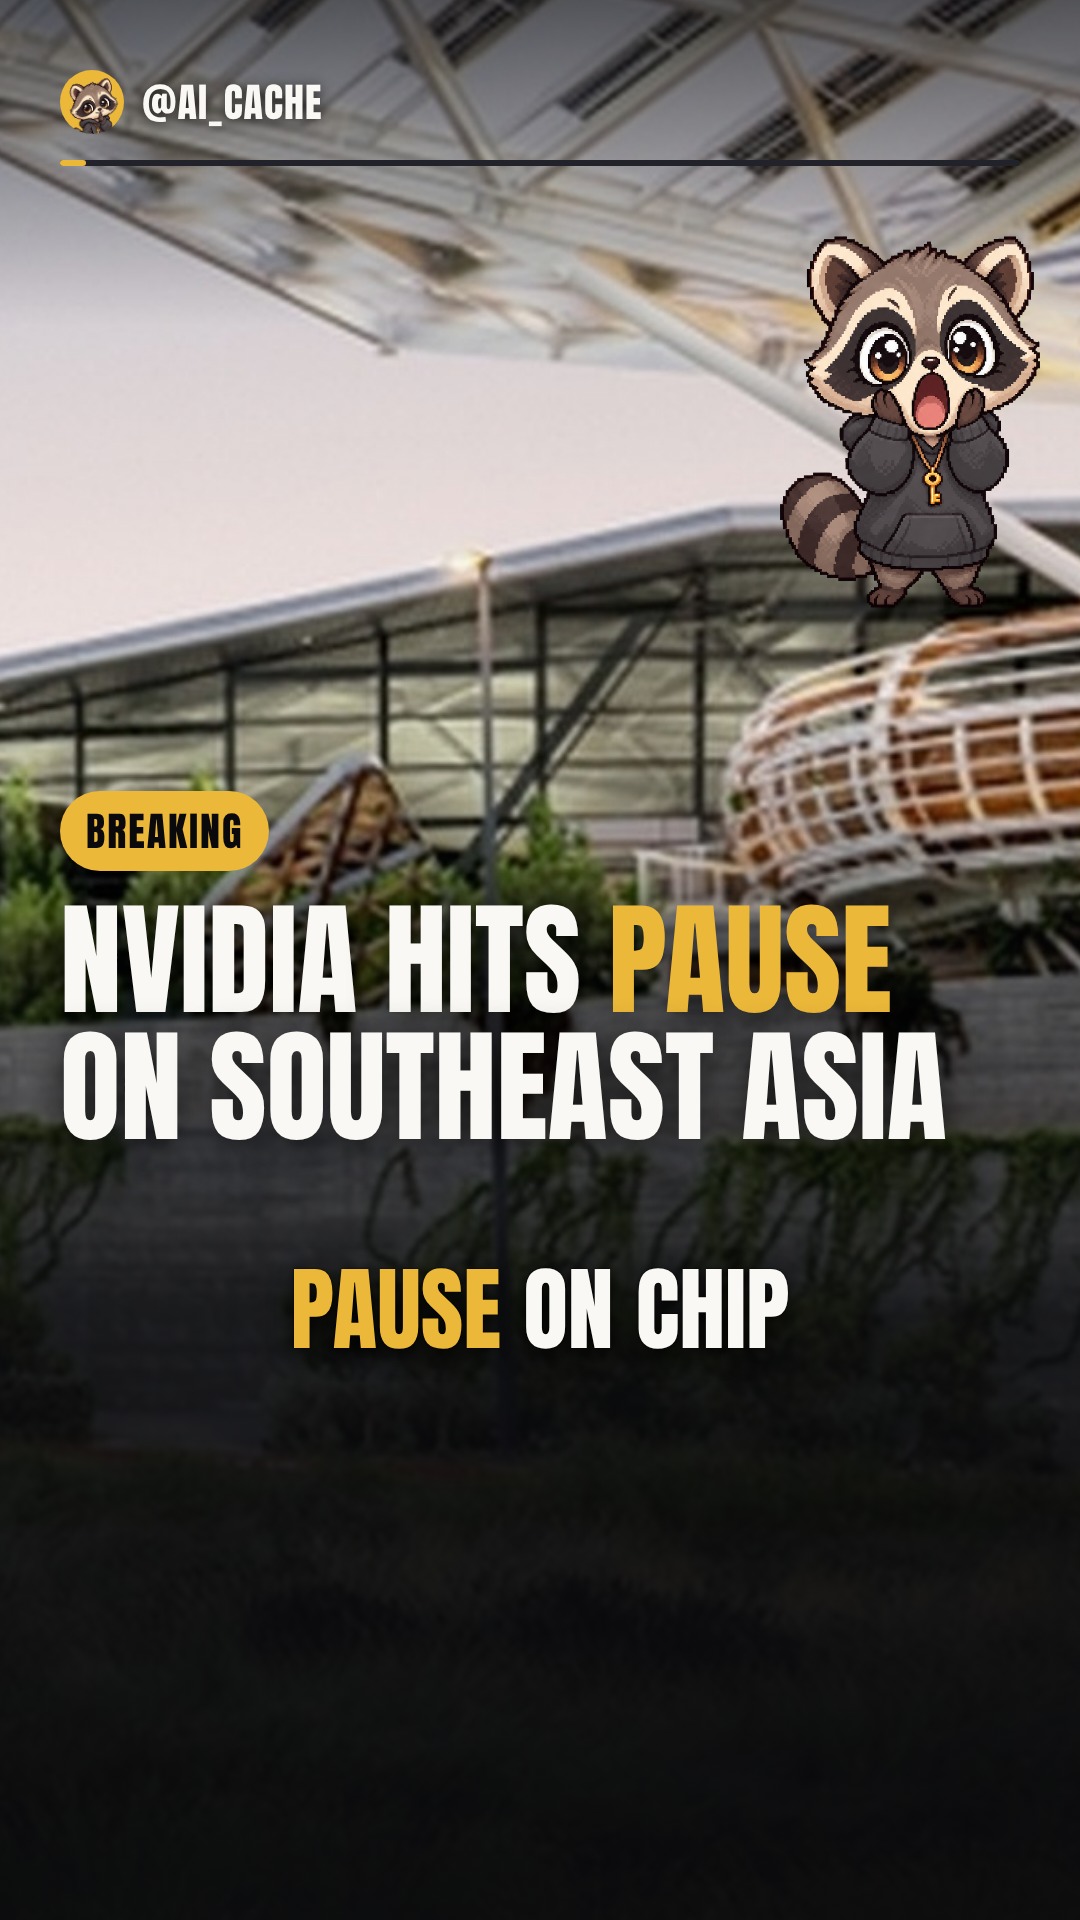 @AI_CACHE
BREAKING
NVIDIA HITS PAUSE
ON SOUTHEAST ASIA
PAUSE ON CHIP